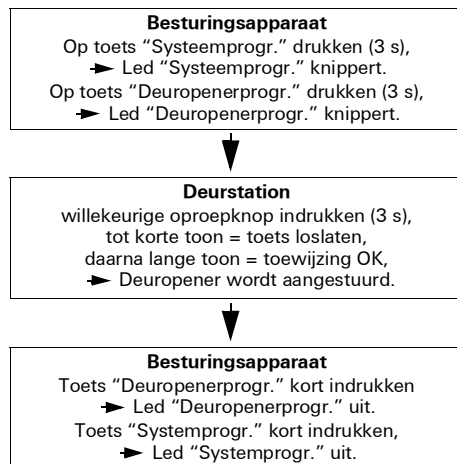 Besturingsapparaat
Op toets “Systeemprogr.” drukken (3 s),
Led “Systeemprogr.” knippert.
Op toets “Deuropenerprogr.” drukken (3 s),
Led “Deuropenerprogr.” knippert.
Deurstation
willekeurige oproepknop indrukken (3 s),
tot korte toon = toets loslaten,
daarna lange toon = toewijzing OK,
Deuropener wordt aangestuurd.
Besturingsapparaat
Toets “Deuropenerprogr.” kort indrukken
Led “Deuropenerprogr.” uit.
Toets “Systemprogr.” kort indrukken,
Led “Systemprogr.” uit.